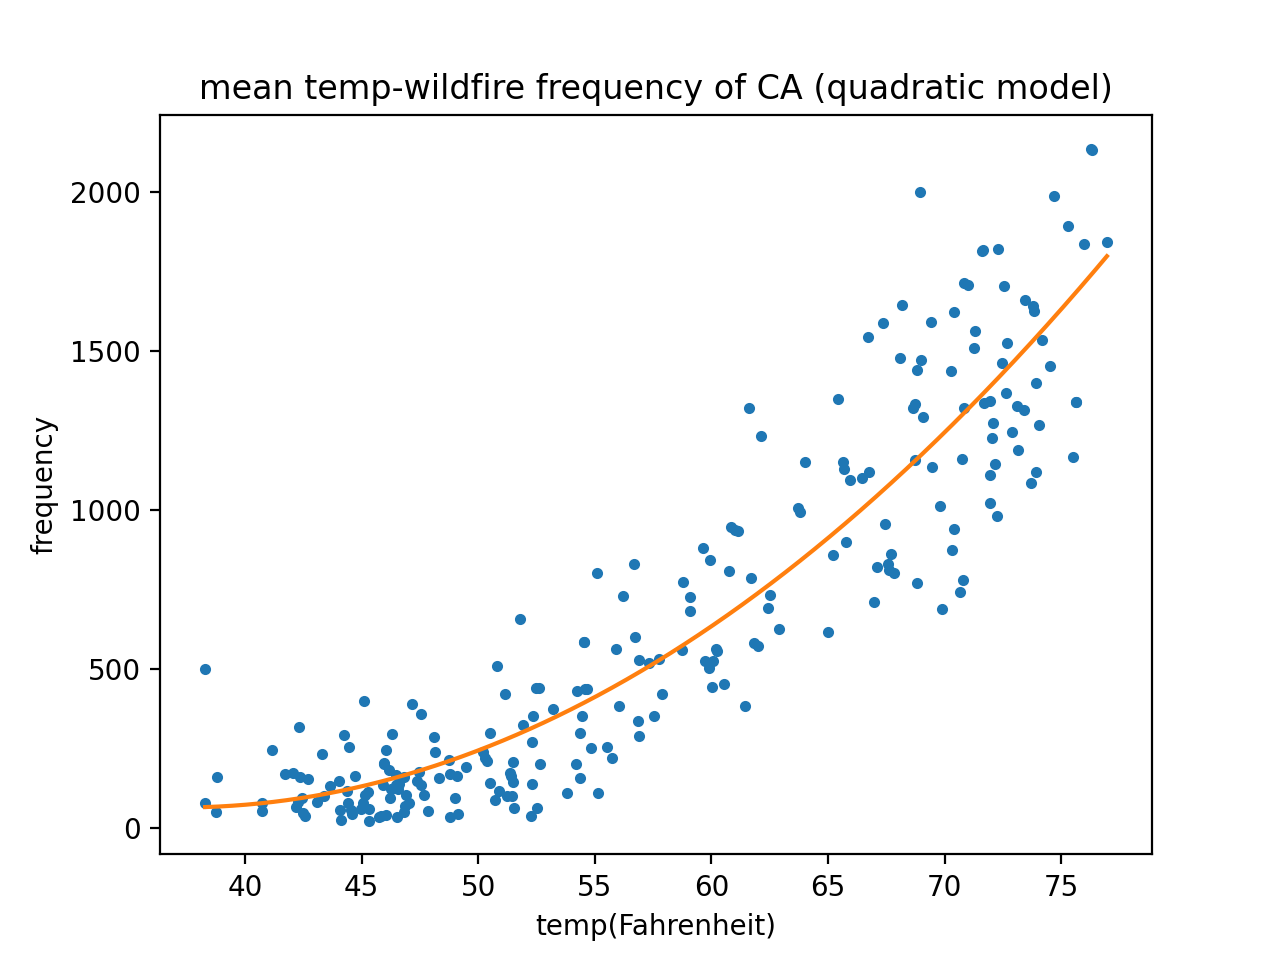 mean temp-wildfire frequency of CA (quadratic model)
2000
1500
1000
500
0
frequency
40 45 50 55 60 65 70 75
temp(Fahrenheit)